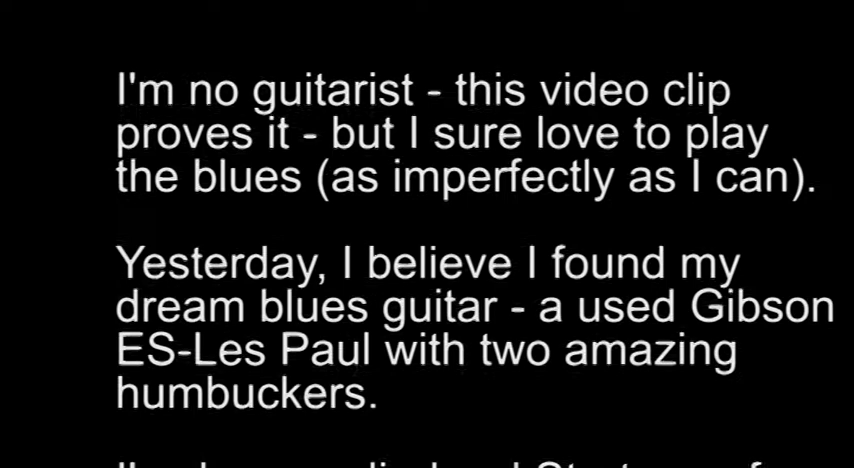 I'm no guitarist - this video clip
proves it - but I sure love to play
the blues (as imperfectly as I can).
Yesterday, I believe I found my
dream blues guitar - a used Gibson
ES-Les Paul with two amazing
humbuckers.